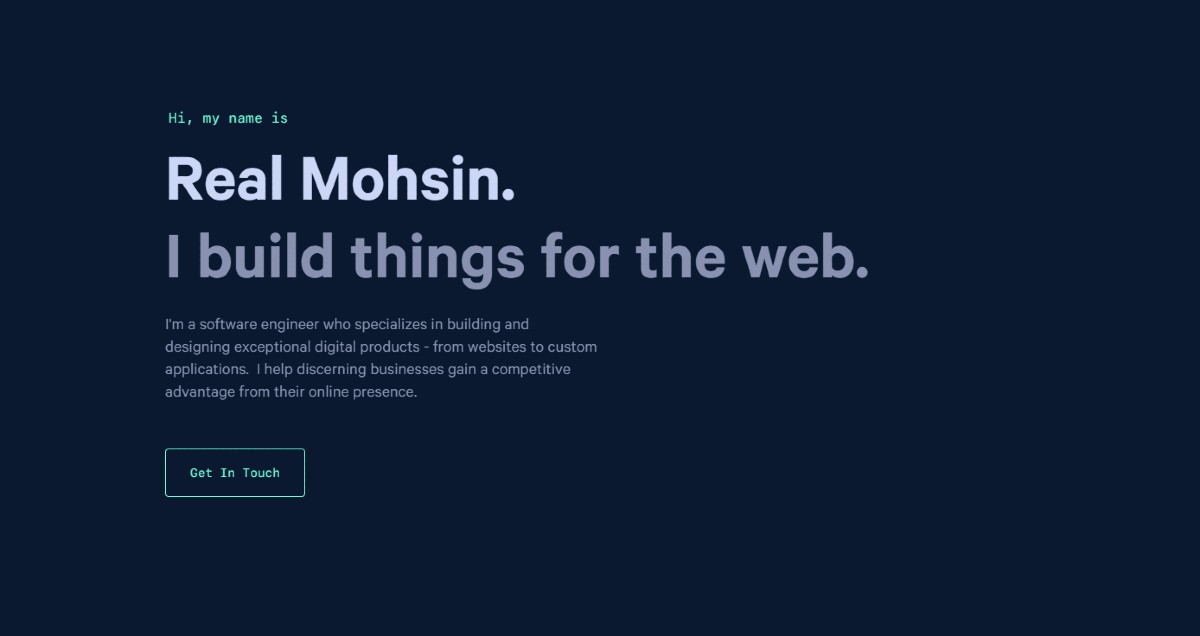 Hi, my name is
Real Mohsin.
I build things for the web.
I'm a software engineer who specializes in building and
designing exceptional digital products - from websites to custom
applications.  I help discerning businesses gain a competitive
advantage from their online presence.
Get In Touch